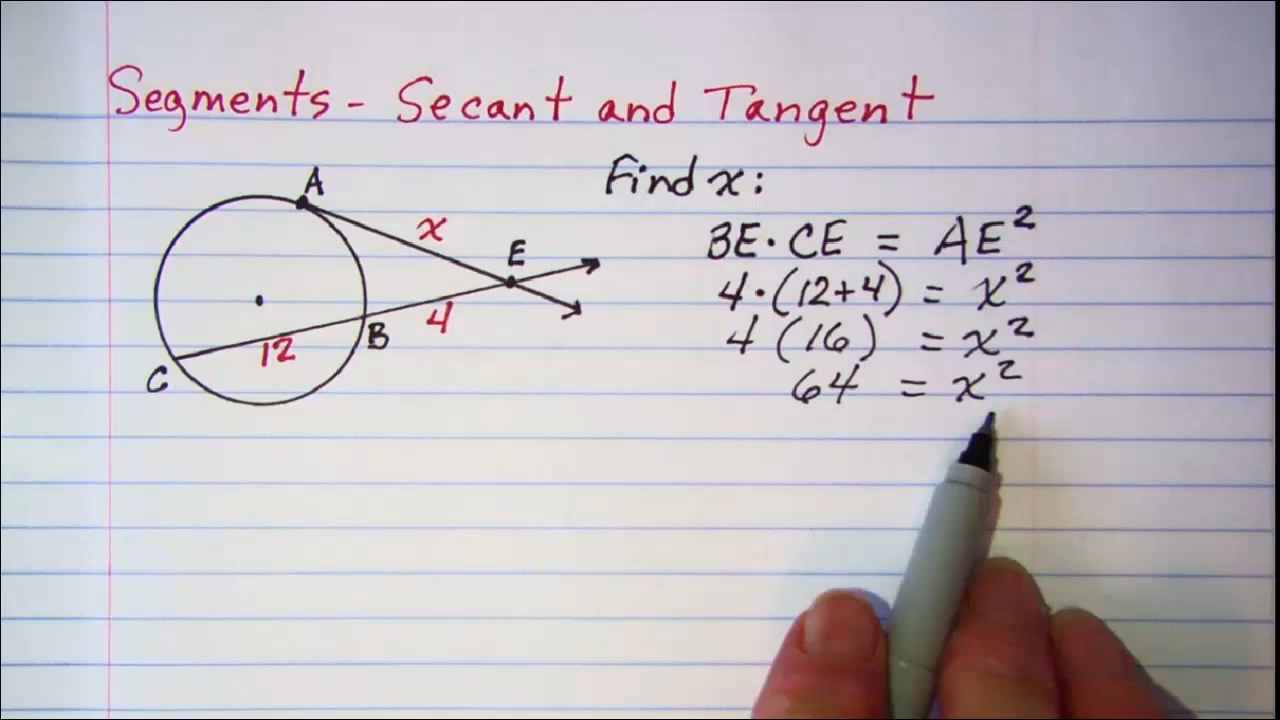 Segments - Secant and Tangent
Find x:
A
x
E
BE · CE = AE²
4 · (12+4) = x²
4
B
12
C
4 (16) = x²
64 = x²